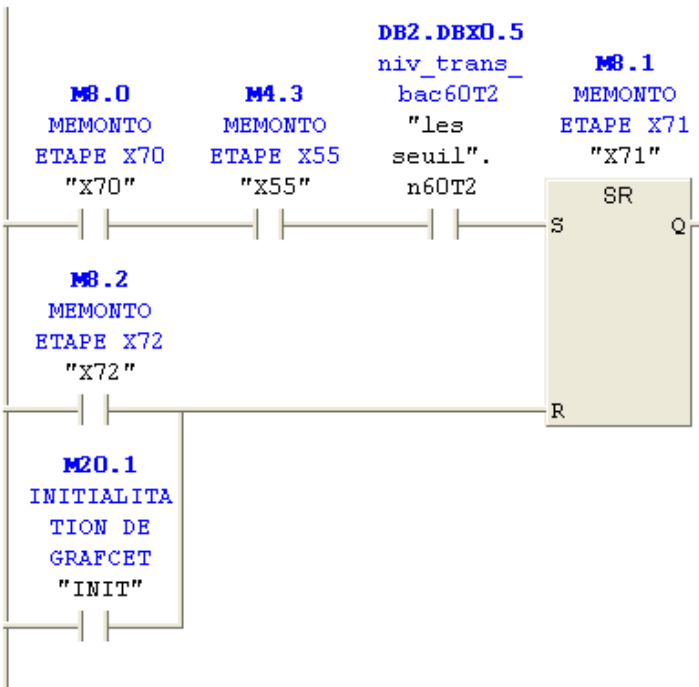 M8.0
MEMONTO
ETAPE X70
"X70"
M4.3
MEMONTO
ETAPE X55
"X55"
DB2.DBX0.5
niv_trans_
bac60T2
"les
seuil".
n60T2
M8.1
MEMONTO
ETAPE X71
"X71"
SR
S
Q
M8.2
MEMONTO
ETAPE X72
"X72"
R
M20.1
INITIALITA
TION DE
GRAFCET
"INIT"